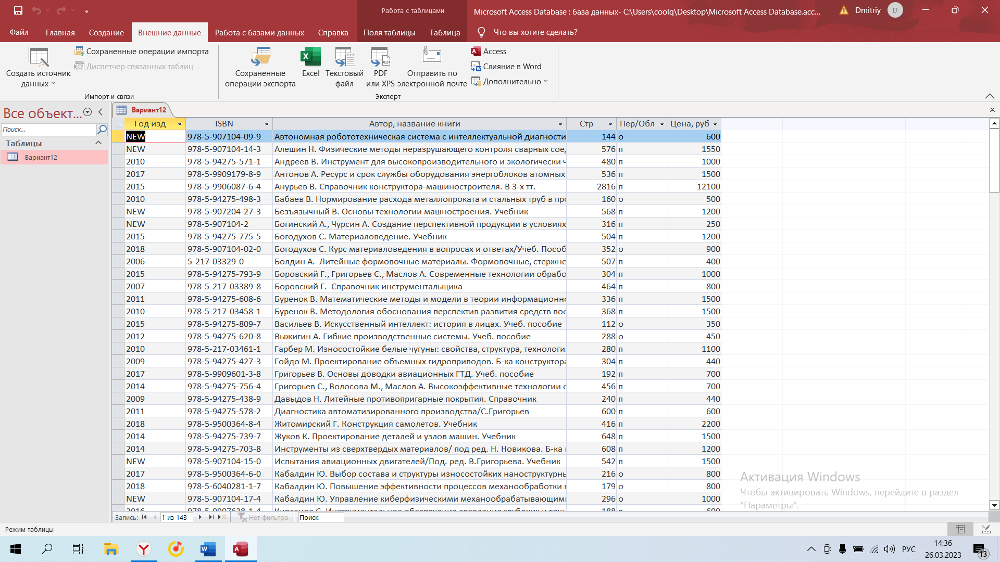 Работа с таблицами
Microsoft Access Database : база данных- C:\Users\coolq\Desktop\Microsoft Access Database.acc...
Dmitriy
D
Файл
Главная
Создание
Внешние данные
Работа с базами данных
Справка
Поля таблицы
Таблица
Что вы хотите сделать?
Создать источник данных
Сохраненные операции импорта
Диспетчер связанных таблиц
Импорт и связи
Сохраненные операции экспорта
Excel
Текстовый файл
PDF или XPS
Отправить по электронной почте
Access
Слияние в Word
Дополнительно
Экспорт
Все объект...
Поиск...
Таблицы
Вариант12
Вариант12
Год изд ISBN Автор, название книги Стр Пер/Обл Цена, руб
NEW 978-5-907104-09-9 Автономная робототехническая система с интеллектуальной диагности 144 о 600
NEW 978-5-907104-14-3 Алешин Н. Физические методы неразрушающего контроля сварных сое 576 п 1550
2010 978-5-94275-571-1 Андреев В. Инструмент для высокопроизводительного и экологически 480 п 1000
2017 978-5-9909179-8-9 Антонов А. Ресурс и срок службы оборудования энергоблоков атомных 536 п 1500
2015 978-5-9906087-6-4 Анурьев В. Справочник конструктора-машиностроителя. В 3-х тт. 2816 п 12100
2010 978-5-94275-498-3 Бабаев В. Нормирование расхода металлопроката и стальных труб в пр 160 о 500
NEW 978-5-907204-27-3 Безъязычный В. Основы технологии машностроения. Учебник 568 п 1200
NEW 978-5-907104-2 Богинский А., Чурсин А. Создание перспективной продукции в условиях 316 п 250
2015 978-5-94275-775-5 Богодухов С. Материаловедение. Учебник 504 п 1200
2018 978-5-907104-02-0 Богодухов С. Курс материаловедения в вопросах и ответах/Учеб. Пособ 352 о 900
2006 5-217-03329-0 Болдин А. Литейные формовочные материалы. Формовочные, стержне 507 п 400
2015 978-5-94275-793-9 Боровский Г., Григорьев С., Маслов А. Современные технологии обрабо 304 п 1000
2007 978-5-217-03389-8 Боровский Г. Справочник инструментальщика 464 п 800
2011 978-5-94275-608-6 Буренок В. Математические методы и модели в теории информационн 336 п 1500
2010 978-5-217-03458-1 Буренок В. Методология обоснования перспектив развития средств воо 368 п 1500
2015 978-5-94275-809-7 Васильев В. Искусственный интеллект: история в лицах. Учеб. пособие 112 о 350
2012 978-5-94275-620-8 Выжигин А. Гибкие производственные системы. Учеб. пособие 288 о 450
2010 978-5-217-03461-1 Гарбер М. Износостойкие белые чугуны: свойства, структура, технологи 280 п 1100
2009 978-5-94275-427-3 Гойдо М. Проектирование объемных гидроприводов. Б-ка конструктора 304 п 440
2017 978-5-9909601-3-8 Григорьев В. Основы доводки авиационных ГТД. Учеб. пособие 192 п 700
2014 978-5-94275-756-4 Григорьев С., Волосова М., Маслов А. Высокоэффективные технологии 456 п 700
2009 978-5-94275-438-9 Давыдов Н. Литейные противопригарные покрытия. Справочник 240 п 440
2011 978-5-94275-578-2 Диагностика автоматизированного производства/С.Григорьев 600 п 600
2018 978-5-9500364-8-4 Житомирский Г. Конструкция самолетов. Учебник 416 п 2200
2014 978-5-94275-739-7 Жуков К. Проектирование деталей и узлов машин. Учебник 648 п 1500
2014 978-5-94275-703-8 Инструменты из сверхтвердых материалов/ под ред. Н. Новикова. Б-ка 608 п 1200
NEW 978-5-907104-15-0 Испытания авиационных двигателей/Под. ред. В.Григорьева. Учебник 542 п 1500
2017 978-5-9500364-6-0 Кабалдин Ю. Выбор состава и структуры износостойких наноструктурн 216 о 800
2018 978-5-6040281-1-7 Кабалдин Ю. Повышение эффективности процессов механообработки 179 о 800
NEW 978-5-907104-17-4 Кабалдин Ю. Управление киберфизическими механообрабатывающим 296 о 1000
Активация Windows
Чтобы активировать Windows, перейдите в раздел
"Параметры".
Запись: 1 из 143 Нет фильтра Поиск
Режим таблицы
РУС
14:36
26.03.2023
13